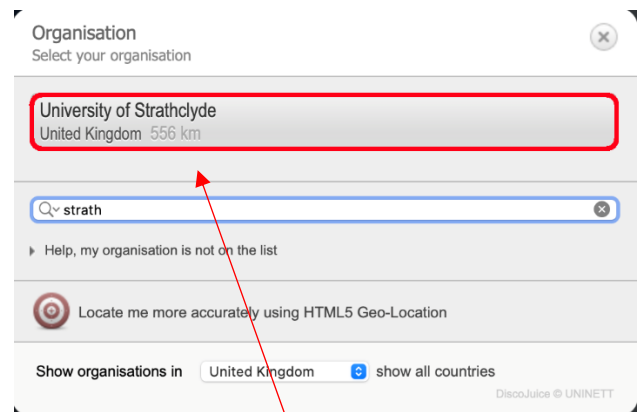 Organisation
Select your organisation
University of Strathclyde
United Kingdom 556 km
strath
Help, my organisation is not on the list
Locate me more accurately using HTML5 Geo-Location
Show organisations in United Kingdom show all countries
DiscoJuice © UNINETT